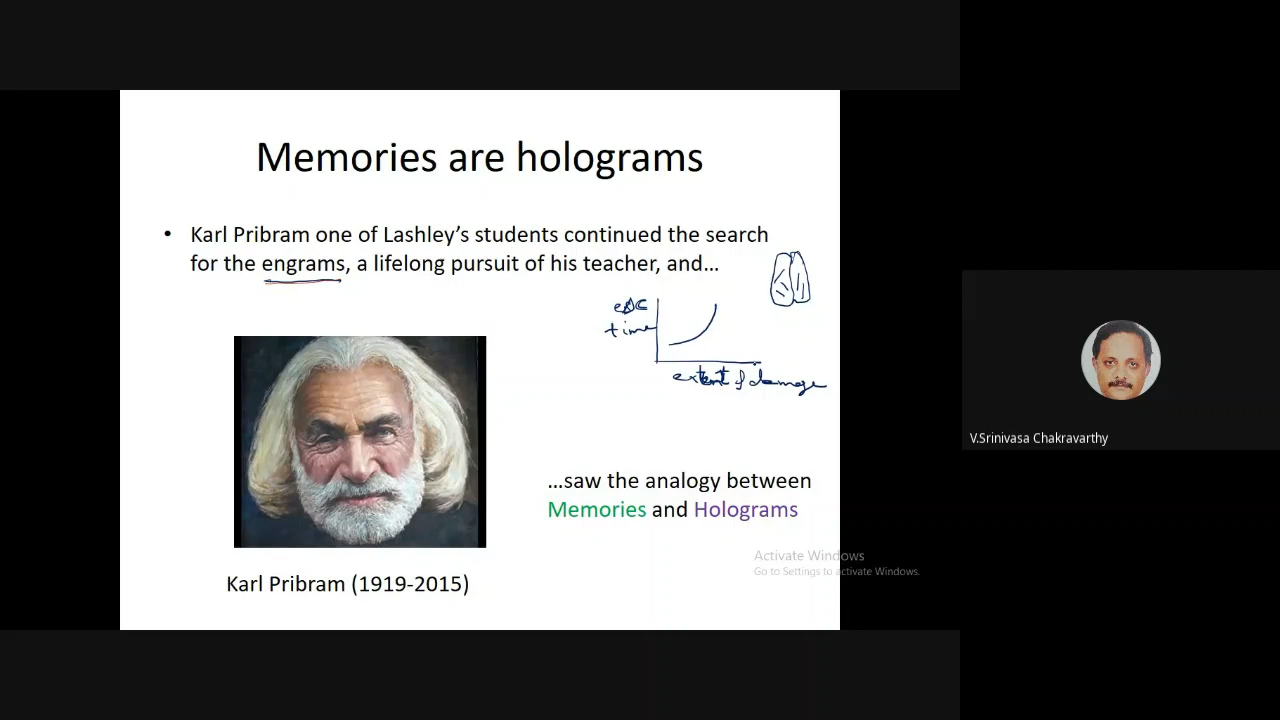 Memories are holograms
• Karl Pribram one of Lashley's students continued the search
for the engrams, a lifelong pursuit of his teacher, and…
esc
time
extent of damage
…saw the analogy between
Memories and Holograms
Karl Pribram (1919-2015)
Activate Windows
Go to Settings to activate Windows.
V.Srinivasa Chakravarthy